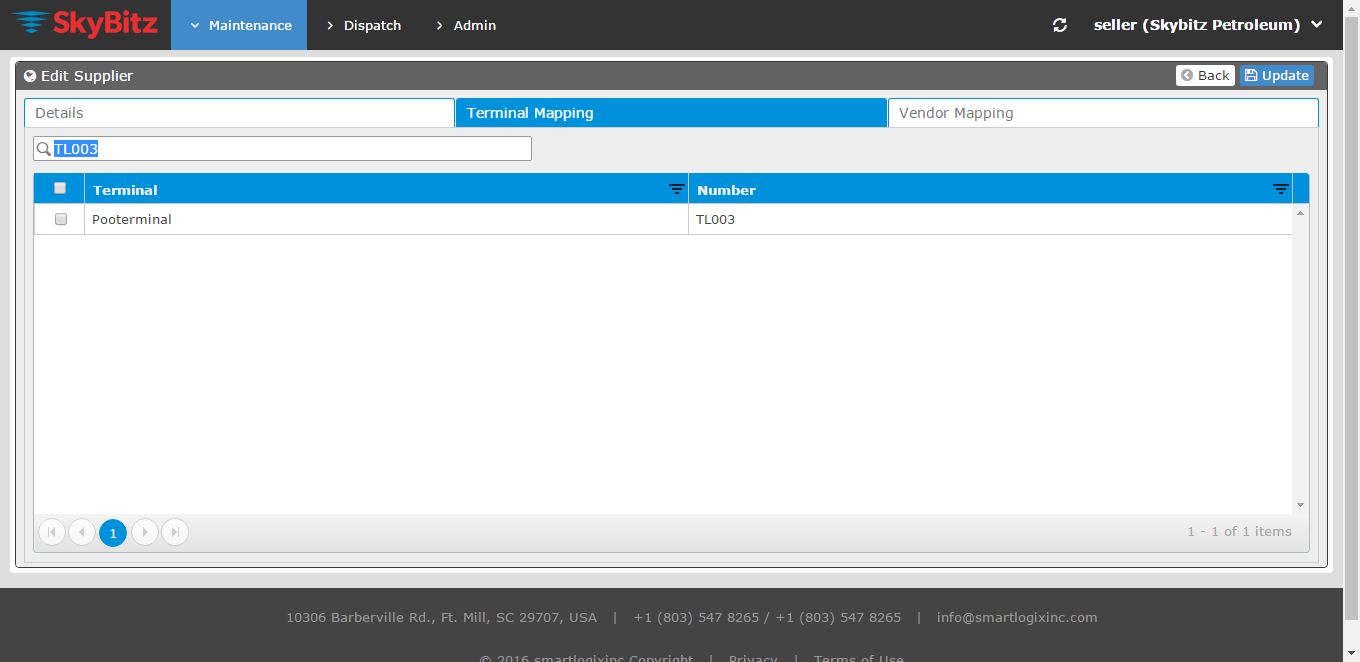 SkyBitz Maintenance Dispatch Admin seller (Skybitz Petroleum)
Edit Supplier Back Update
Details Terminal Mapping Vendor Mapping
TL003
Terminal Number
Pooterminal TL003
1 1 - 1 of 1 items
10306 Barberville Rd., Ft. Mill, SC 29707, USA | +1 (803) 547 8265 / +1 (803) 547 8265 | info@smartlogixinc.com
© 2016 smartlogixinc Copyright | Privacy | Terms of Use